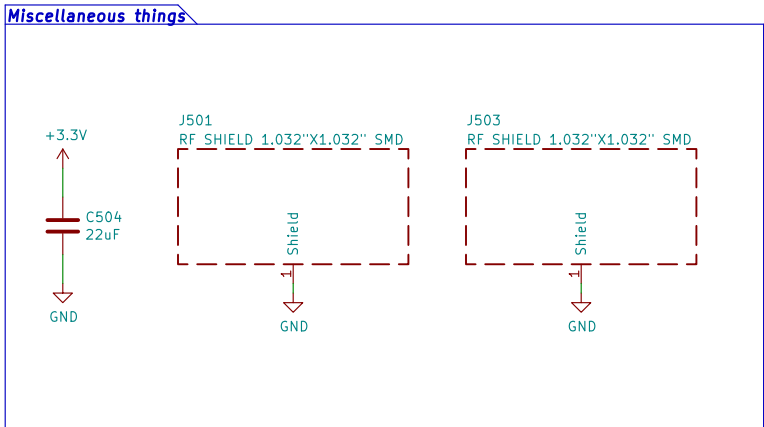 Miscellaneous things
+3.3V
C504
22uF
GND
J501
RF SHIELD 1.032"X1.032" SMD
Shield
1
GND
J503
RF SHIELD 1.032"X1.032" SMD
Shield
1
GND